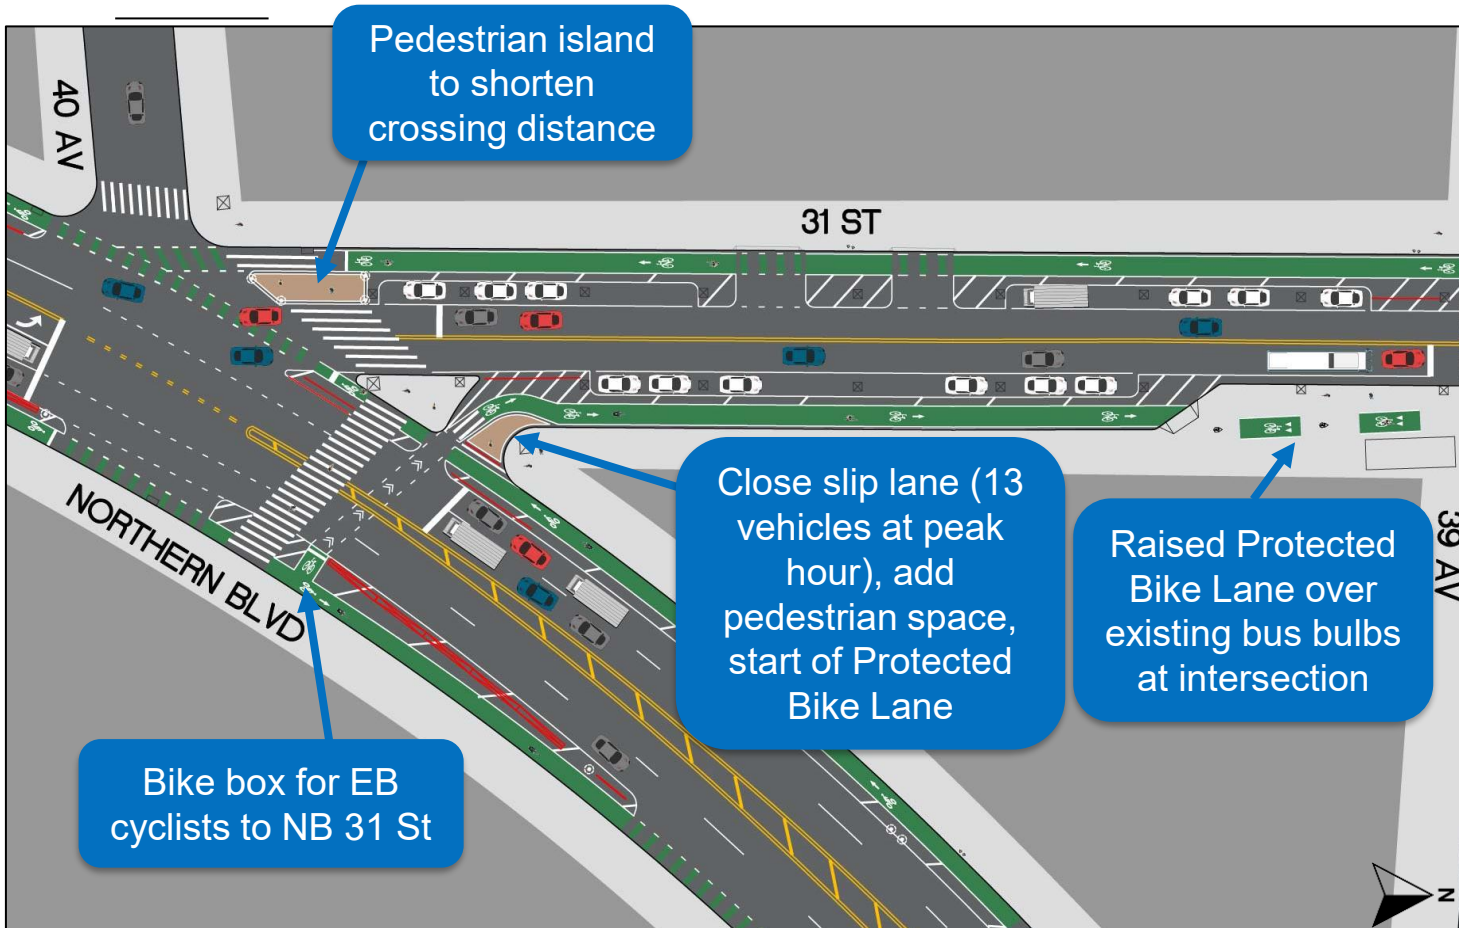 Pedestrian island
to shorten
crossing distance
40 AV
31 ST
NORTHERN BLVD
Close slip lane (13
vehicles at peak
hour), add
pedestrian space,
start of Protected
Bike Lane
39 AV
Raised Protected
Bike Lane over
existing bus bulbs
at intersection
Bike box for EB
cyclists to NB 31 St
N